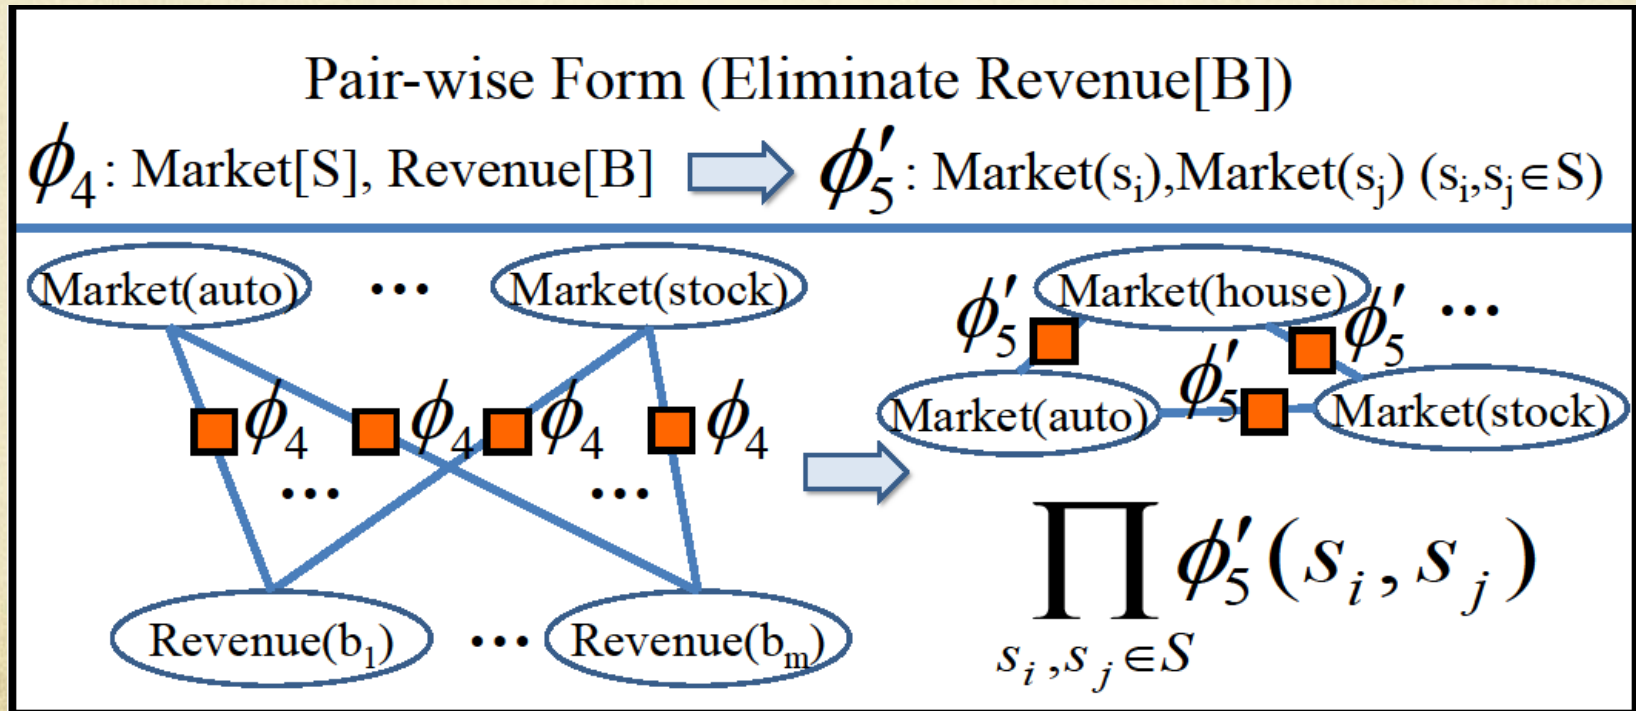 Pair-wise Form (Eliminate Revenue[B])
ϕ₄: Market[S], Revenue[B]
ϕ′₅: Market(sᵢ),Market(sⱼ) (sᵢ,sⱼ∈S)
Market(auto) ... Market(stock)
ϕ₄ ϕ₄ ϕ₄ ϕ₄
... ...
Revenue(b₁) ... Revenue(bₘ)
Market(house)
ϕ′₅ ϕ′₅ ...
ϕ′₅
Market(auto) Market(stock)
∏ ϕ′₅(sᵢ, sⱼ)
sᵢ,sⱼ∈S